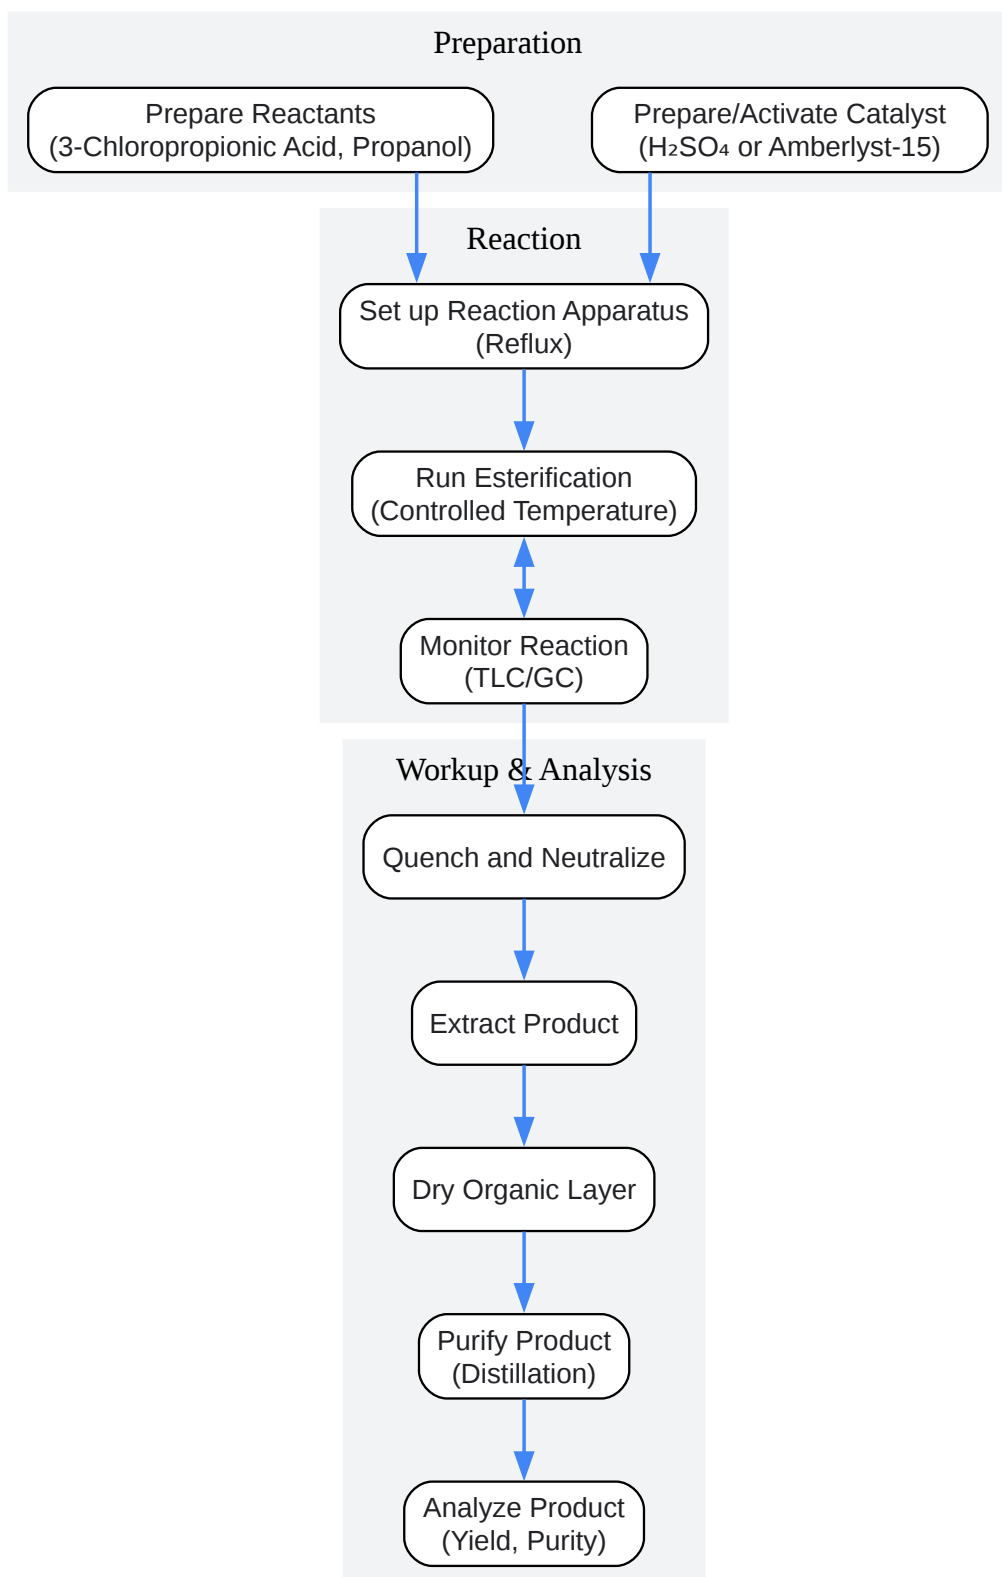 Preparation
Prepare Reactants
(3-Chloropropionic Acid, Propanol)
Prepare/Activate Catalyst
(H₂SO₄ or Amberlyst-15)
Reaction
Set up Reaction Apparatus
(Reflux)
Run Esterification
(Controlled Temperature)
Monitor Reaction
(TLC/GC)
Workup & Analysis
Quench and Neutralize
Extract Product
Dry Organic Layer
Purify Product
(Distillation)
Analyze Product
(Yield, Purity)